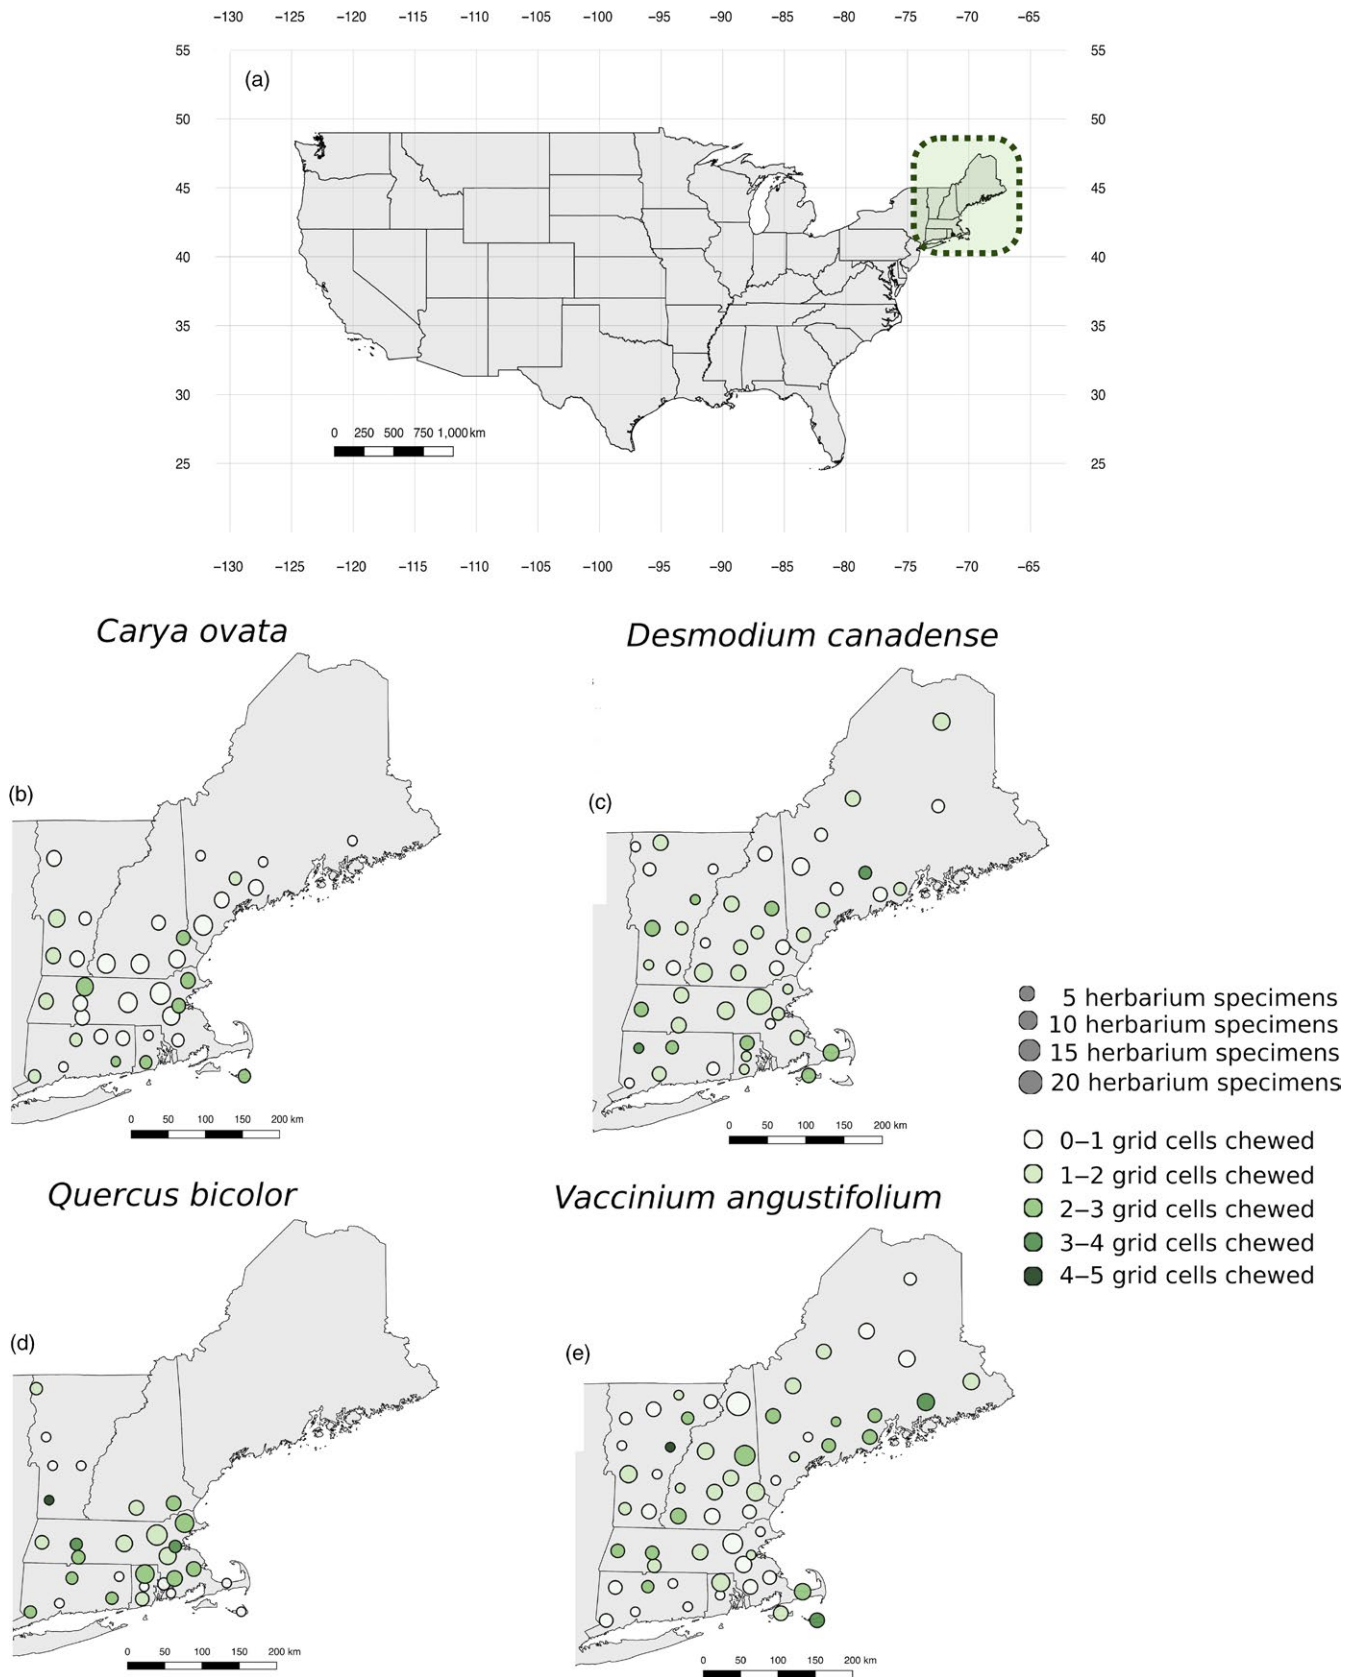 −130 −125 −120 −115 −110 −105 −100 −95 −90 −85 −80 −75 −70 −65
55 55
(a)
50 50
45 45
40 40
35 35
30 30
0 250 500 750 1,000 km
25 25
−130 −125 −120 −115 −110 −105 −100 −95 −90 −85 −80 −75 −70 −65
Carya ovata
Desmodium canadense
(b)
(c)
0 50 100 150 200 km
0 50 100 150 200 km
5 herbarium specimens
10 herbarium specimens
15 herbarium specimens
20 herbarium specimens
0–1 grid cells chewed
1–2 grid cells chewed
2–3 grid cells chewed
3–4 grid cells chewed
4–5 grid cells chewed
Quercus bicolor
Vaccinium angustifolium
(d)
(e)
0 50 100 150 200 km
0 50 100 150 200 km